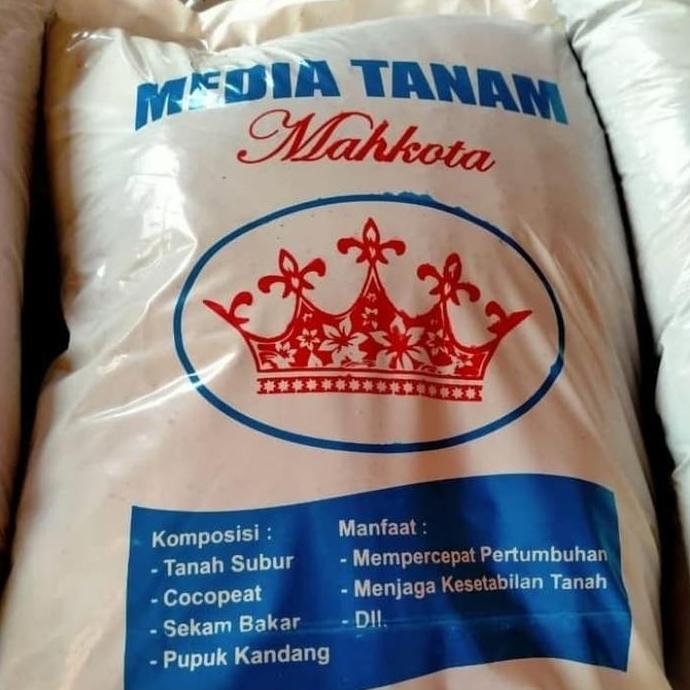 MEDIA TANAM
Mahkota
Komposisi :
- Tanah Subur
- Cocopeat
- Sekam Bakar
- Pupuk Kandang
Manfaat :
- Mempercepat Pertumbuhan
- Menjaga Kesetabilan Tanah
- Dll.